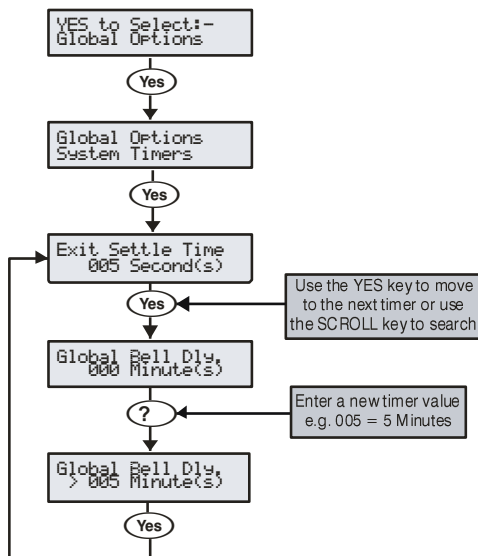 YES to Select:-
Global Options
Yes
Global Options
System Timers
Yes
Exit Settle Time
005 Second(s)
Yes
Use the YES key to move
to the next timer or use
the SCROLL key to search
Global Bell Dly.
000 Minute(s)
?
Enter a new timer value
e.g. 005 = 5 Minutes
Global Bell Dly.
> 005 Minute(s)
Yes